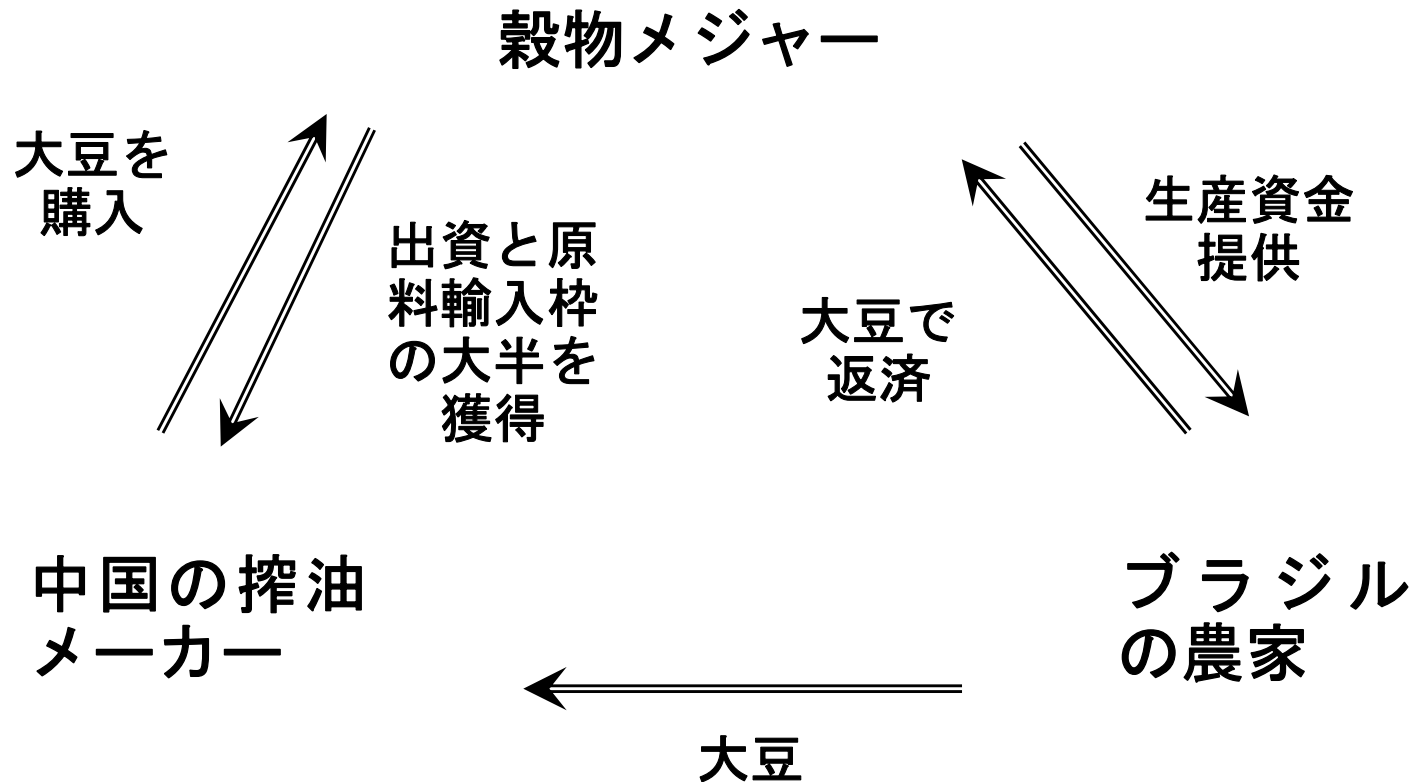 穀物メジャー
大豆を
購入
出資と原
料輸入枠
の大半を
獲得
大豆で
返済
生産資金
提供
中国の搾油
メーカー
ブラジル
の農家
大豆